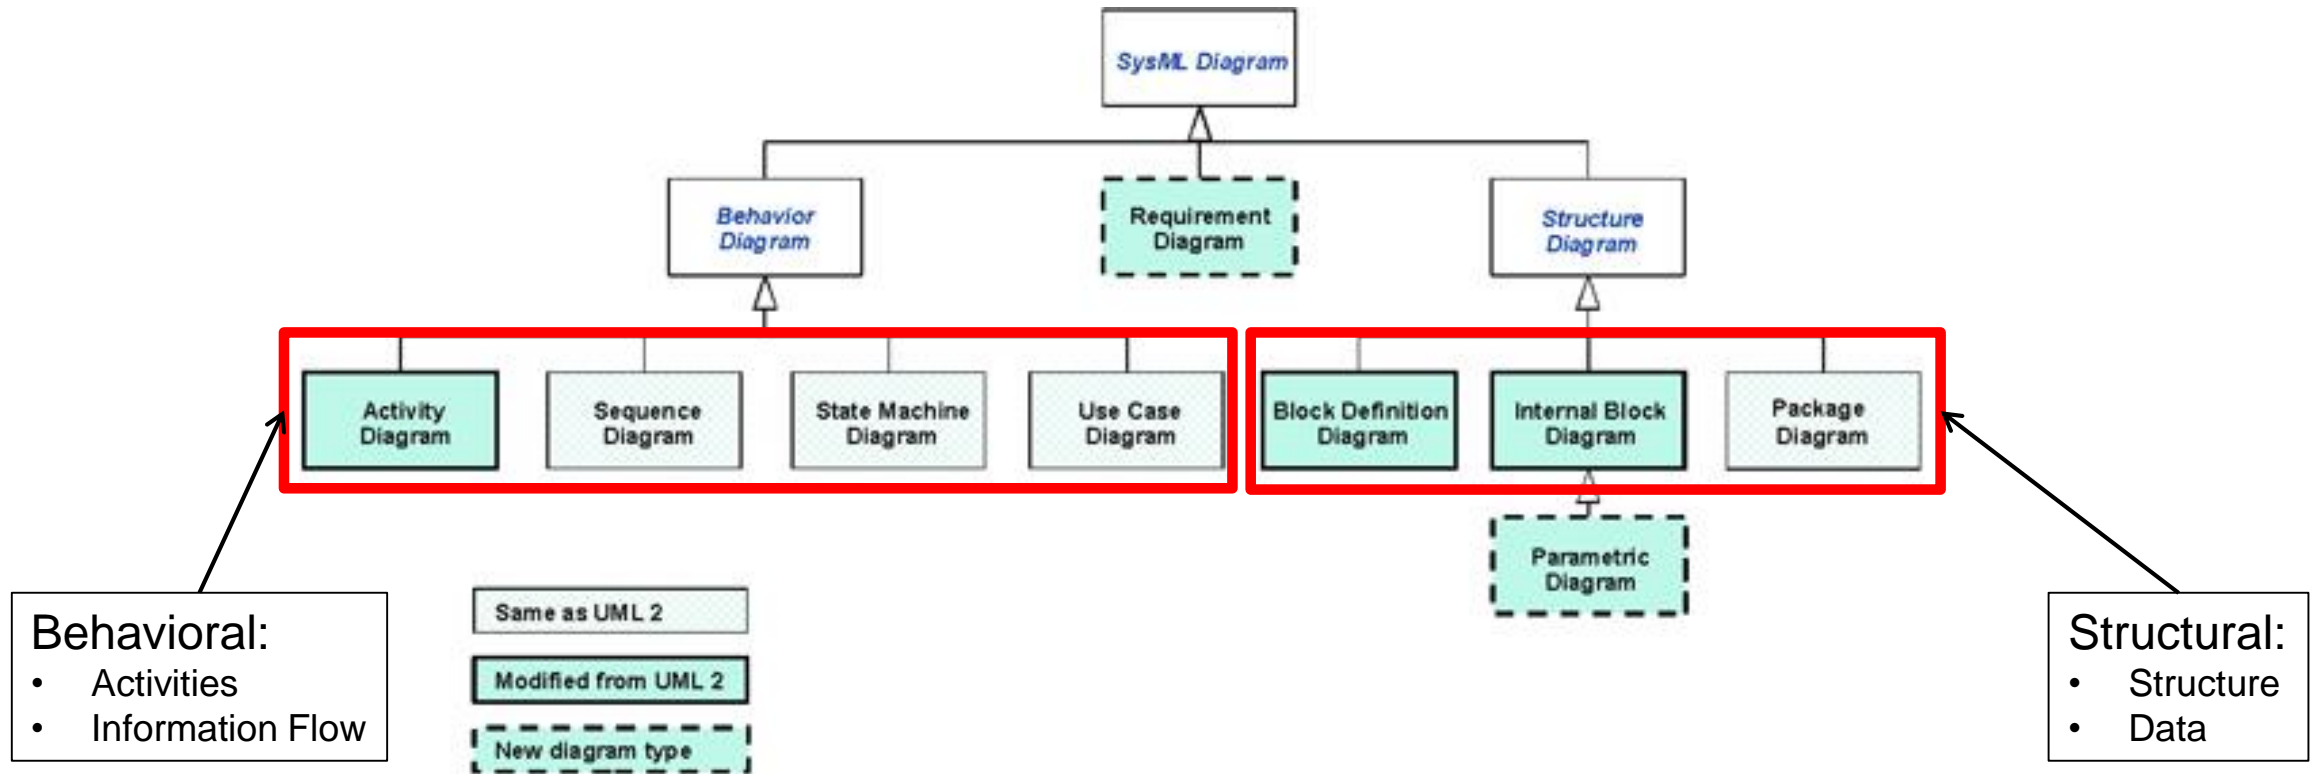 SysML Diagram
Behavior
Diagram
Requirement
Diagram
Structure
Diagram
Activity
Diagram
Sequence
Diagram
State Machine
Diagram
Use Case
Diagram
Block Definition
Diagram
Internal Block
Diagram
Package
Diagram
Parametric
Diagram
Same as UML 2
Modified from UML 2
New diagram type
Behavioral:
• Activities
• Information Flow
Structural:
• Structure
• Data